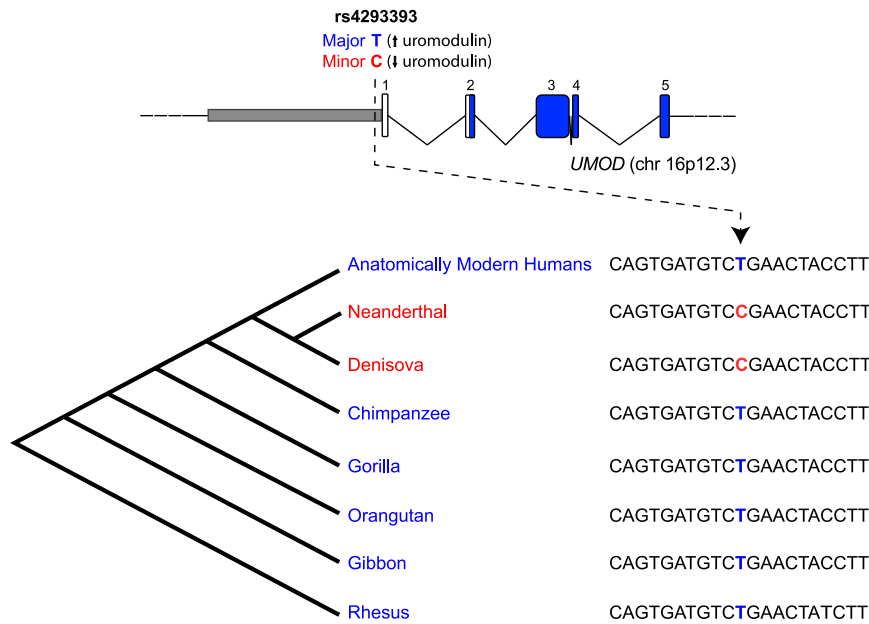 rs4293393
Major T (⬆ uromodulin)
Minor C (⬇ uromodulin)
1 2 3 4 5
UMOD (chr 16p12.3)
Anatomically Modern Humans CAGTGATGTCTGAACTACCTT
Neanderthal CAGTGATGTCCGAACTACCTT
Denisova CAGTGATGTCCGAACTACCTT
Chimpanzee CAGTGATGTCTGAACTACCTT
Gorilla CAGTGATGTCTGAACTACCTT
Orangutan CAGTGATGTCTGAACTACCTT
Gibbon CAGTGATGTCTGAACTACCTT
Rhesus CAGTGATGTCTGAACTATCTT